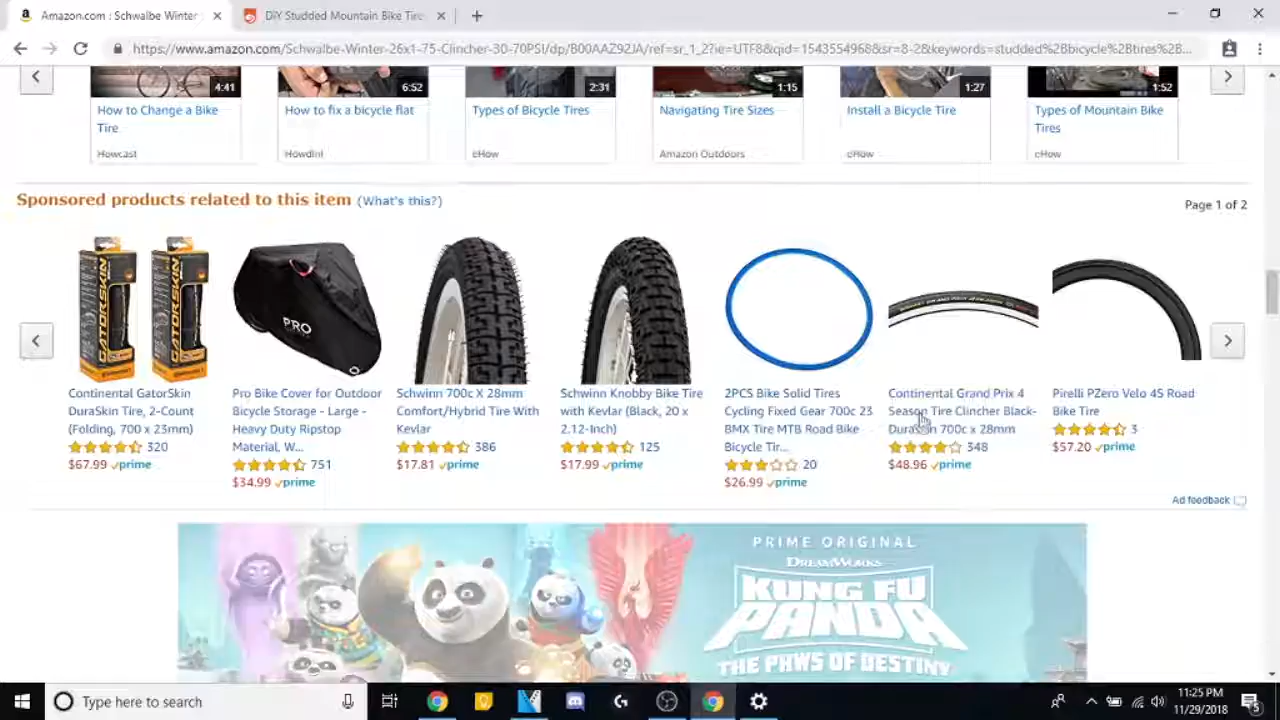 Amazon.com : Schwalbe Winter
DiY Studded Mountain Bike Tire
https://www.amazon.com/Schwalbe-Winter-26x1-75-Clincher-30-70PSI/dp/B00AAZ92JA/ref=sr_1_2?ie=UTF8&qid=1543554968&sr=8-2&keywords=studded%2Bbicycle%2Btires%2B...
4:41
6:52
2:31
1:15
1:27
1:52
How to Change a Bike
Tire
Howcast
How to fix a bicycle flat
Howdini
Types of Bicycle Tires
eHow
Navigating Tire Sizes
Amazon Outdoors
Install a Bicycle Tire
eHow
Types of Mountain Bike
Tires
eHow
Sponsored products related to this item (What's this?)
Page 1 of 2
GATORSKIN
GATORSKIN
PRO
Continental GatorSkin
DuraSkin Tire, 2-Count
(Folding, 700 x 23mm)
320
$67.99 prime
Pro Bike Cover for Outdoor
Bicycle Storage - Large -
Heavy Duty Ripstop
Material, W...
751
$34.99 prime
Schwinn 700c X 28mm
Comfort/Hybrid Tire With
Kevlar
386
$17.81 prime
Schwinn Knobby Bike Tire
with Kevlar (Black, 20 x
2.12-Inch)
125
$17.99 prime
2PCS Bike Solid Tires
Cycling Fixed Gear 700c 23
BMX Tire MTB Road Bike
Bicycle Tir...
20
$26.99 prime
Continental Grand Prix 4
Season Tire Clincher Black-
Duraskin 700c x 28mm
348
$48.96 prime
Pirelli PZero Velo 4S Road
Bike Tire
3
$57.20 prime
Ad feedback
PRIME ORIGINAL
DREAMWORKS
KUNG FU
PANDA
THE PAWS OF DESTINY
Type here to search
11:25 PM
11/29/2018
5